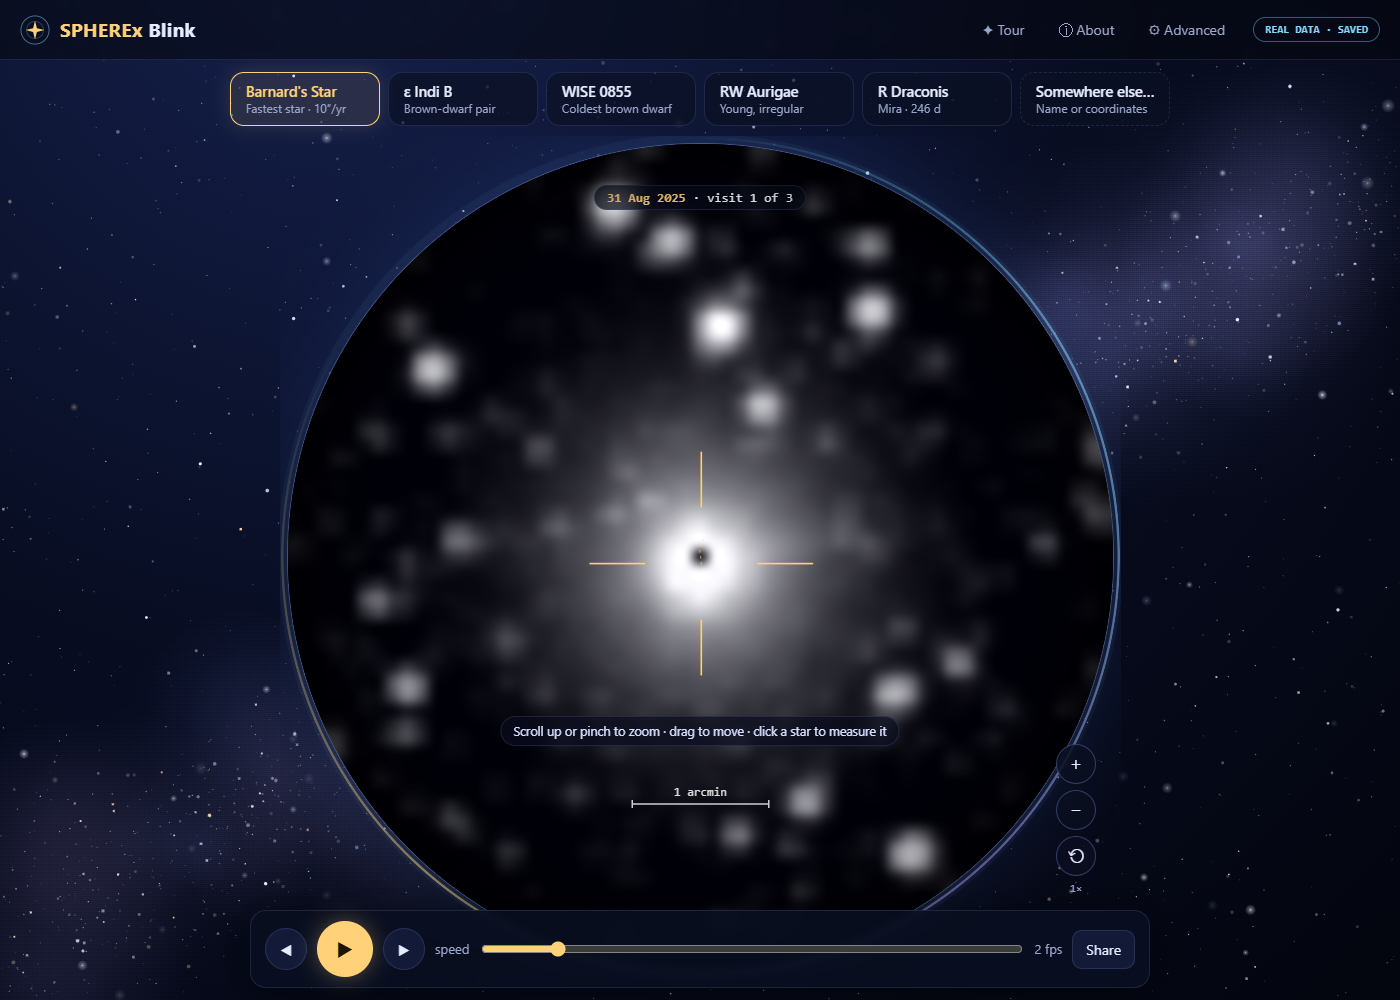 SPHEREx Blink
✦ Tour
ⓘ About
⚙ Advanced
REAL DATA · SAVED
Barnard's Star
Fastest star · 10″/yr
ε Indi B
Brown-dwarf pair
WISE 0855
Coldest brown dwarf
RW Aurigae
Young, irregular
R Draconis
Mira · 246 d
Somewhere else…
Name or coordinates
31 Aug 2025 · visit 1 of 3
Scroll up or pinch to zoom · drag to move · click a star to measure it
1 arcmin
+
−
1×
speed
2 fps
Share